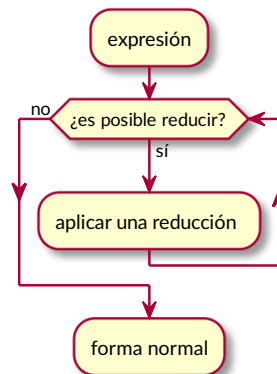 expresión
no
¿es posible reducir?
sí
aplicar una reducción
forma normal